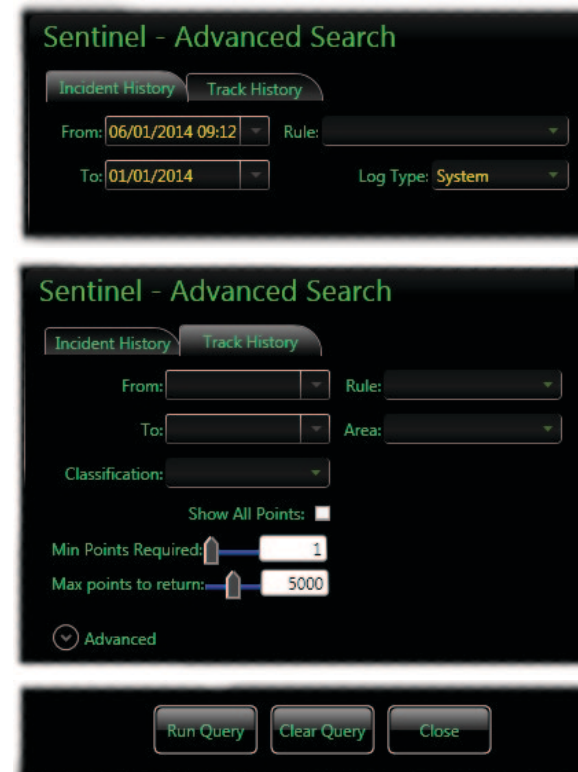 Sentinel - Advanced Search
Incident History Track History
From: 06/01/2014 09:12 Rule:
To: 01/01/2014 Log Type: System
Sentinel - Advanced Search
Incident History Track History
From: Rule:
To: Area:
Classification:
Show All Points:
Min Points Required: 1
Max points to return: 5000
Advanced
Run Query Clear Query Close